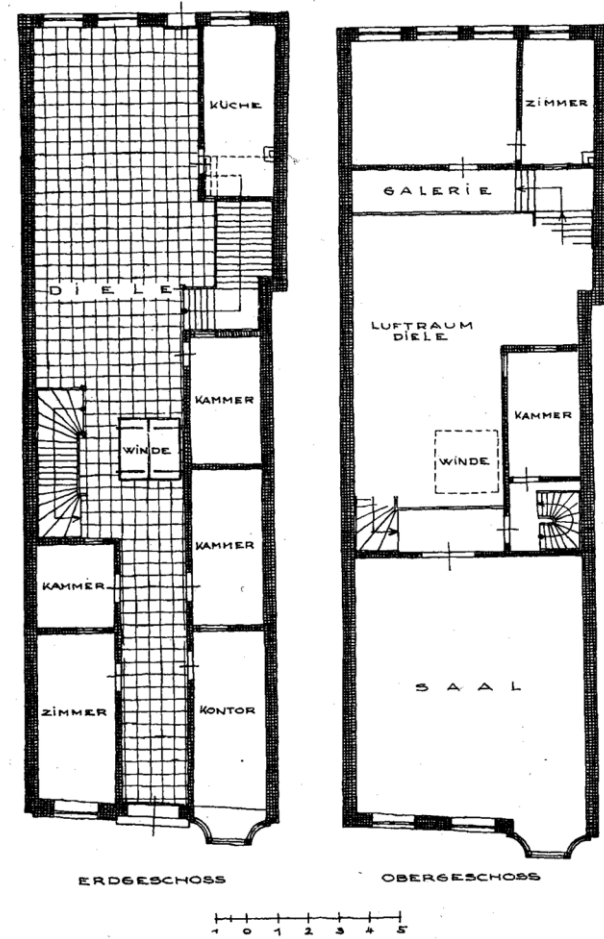 KÜCHE
DIELE
KAMMER
WINDE
KAMMER
KAMMER
ZIMMER
KONTOR
ERDGESCHOSS
ZIMMER
GALERIE
LUFTRAUM
DIELE
KAMMER
WINDE
SAAL
OBERGESCHOSS
1 0 1 2 3 4 5